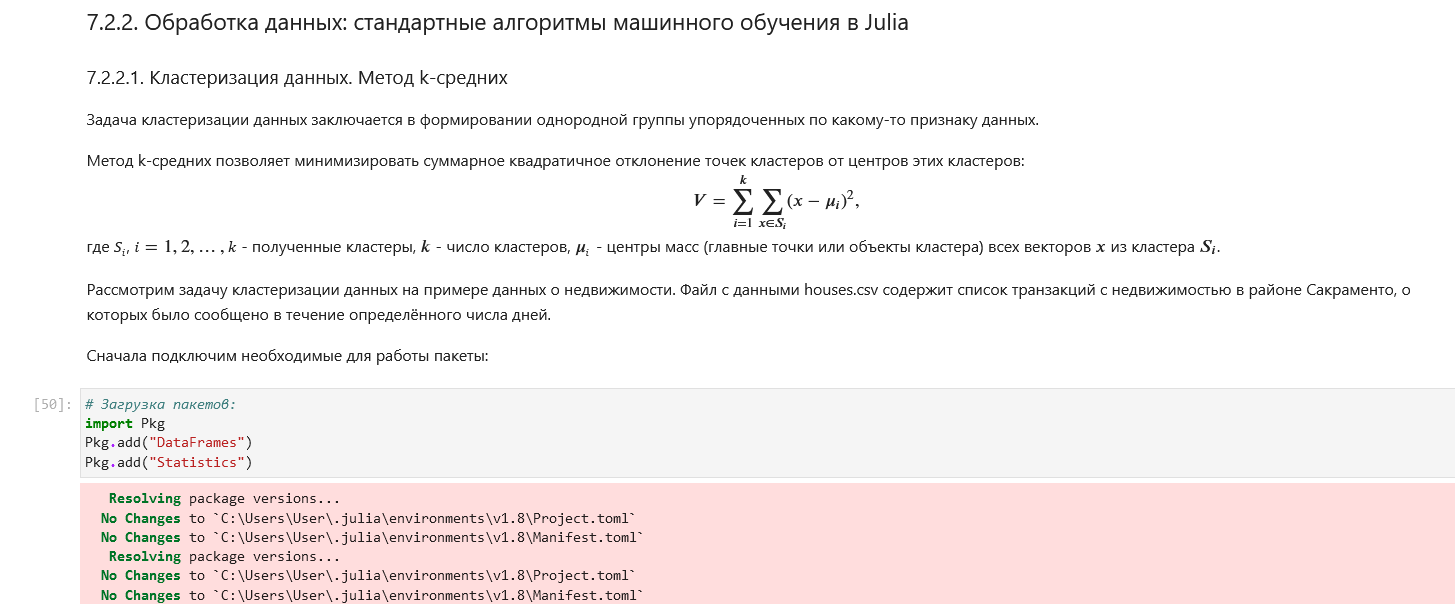 7.2.2. Обработка данных: стандартные алгоритмы машинного обучения в Julia
7.2.2.1. Кластеризация данных. Метод k-средних
Задача кластеризации данных заключается в формировании однородной группы упорядоченных по какому-то признаку данных.
Метод k-средних позволяет минимизировать суммарное квадратичное отклонение точек кластеров от центров этих кластеров:
V = ∑_{i=1}^{k} ∑_{x∈S_i} (x − μ_i)²,
где S_i, i = 1, 2, … , k - полученные кластеры, k - число кластеров, μ_i - центры масс (главные точки или объекты кластера) всех векторов x из кластера S_i.
Рассмотрим задачу кластеризации данных на примере данных о недвижимости. Файл с данными houses.csv содержит список транзакций с недвижимостью в районе Сакраменто, о
которых было сообщено в течение определённого числа дней.
Сначала подключим необходимые для работы пакеты:
[50]: # Загрузка пакетов:
import Pkg
Pkg.add("DataFrames")
Pkg.add("Statistics")
Resolving package versions...
No Changes to `C:\Users\User\.julia\environments\v1.8\Project.toml`
No Changes to `C:\Users\User\.julia\environments\v1.8\Manifest.toml`
Resolving package versions...
No Changes to `C:\Users\User\.julia\environments\v1.8\Project.toml`
No Changes to `C:\Users\User\.julia\environments\v1.8\Manifest.toml`